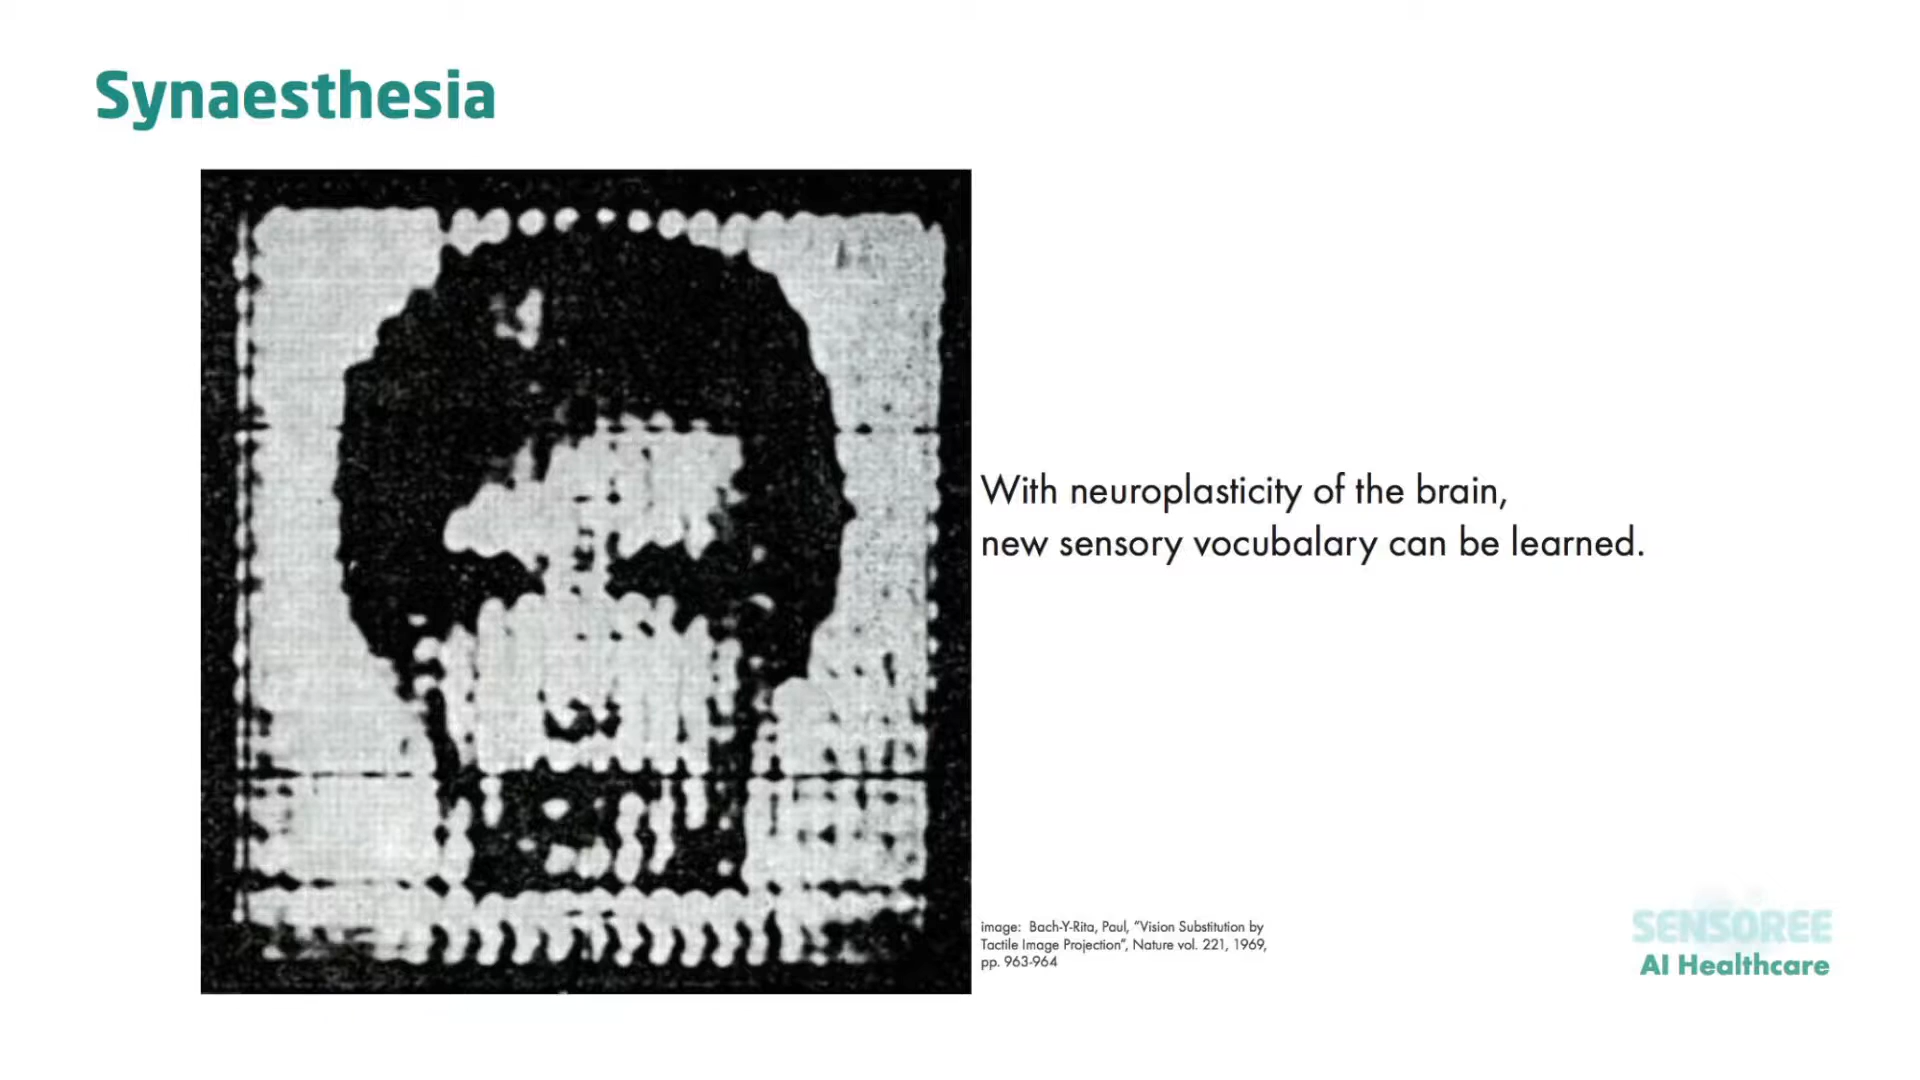 Synaesthesia
With neuroplasticity of the brain,
new sensory vocubalary can be learned.
image: Bach-Y-Rita, Paul, "Vision Substitution by
Tactile Image Projection", Nature vol. 221, 1969,
pp. 963-964
SENSOREE
AI Healthcare